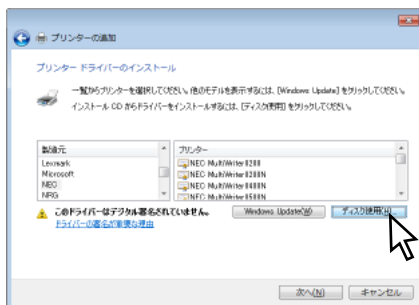 プリンターの追加
プリンター ドライバーのインストール
一覧からプリンターを選択してください。他のモデルを表示するには、[Windows Update] をクリックしてください。
インストール CD からドライバーをインストールするには、[ディスク使用] をクリックしてください。
製造元
Lexmark
Microsoft
NEC
NRG
プリンター
NEC MultiWriter 8200
NEC MultiWriter 8200N
NEC MultiWriter 8400N
NEC MultiWriter 8500N
このドライバーはデジタル署名されていません。
ドライバーの署名が重要な理由
Windows Update(W)
ディスク使用(H)...
次へ(N)
キャンセル